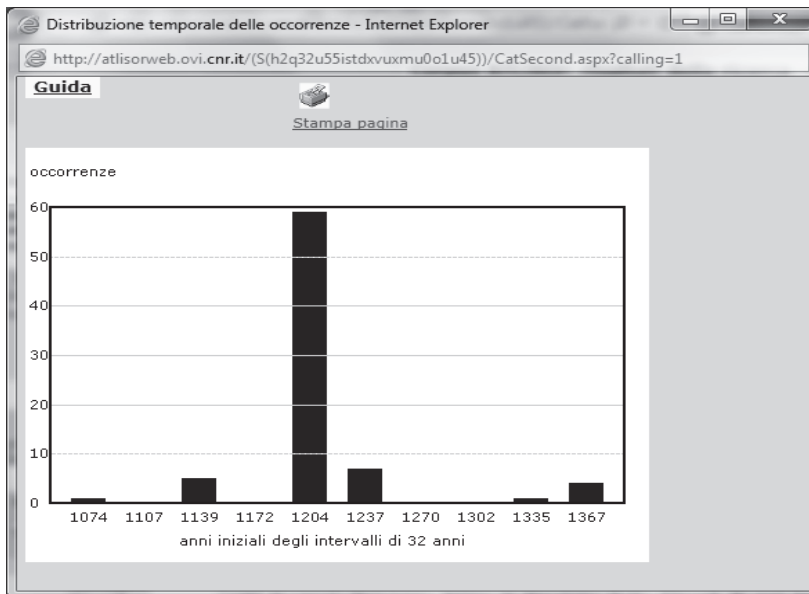 Distribuzione temporale delle occorrenze - Internet Explorer
http://atlisorweb.ovi.cnr.it/(S(h2q32u55istdxvuxmu0o1u45))/CatSecond.aspx?calling=1
Guida
Stampa pagina
occorrenze
60
50
40
30
20
10
0
1074 1107 1139 1172 1204 1237 1270 1302 1335 1367
anni iniziali degli intervalli di 32 anni